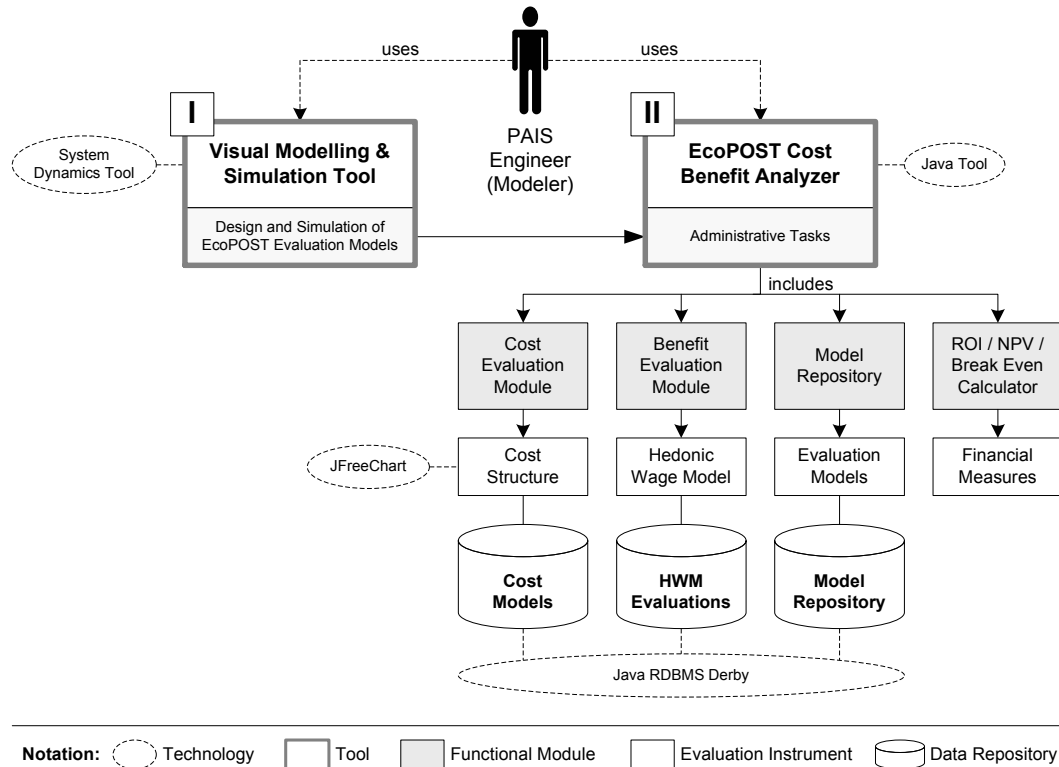 uses
uses
I
II
PAIS
Engineer
(Modeler)
System
Dynamics Tool
Visual Modelling &
Simulation Tool
Design and Simulation of
EcoPOST Evaluation Models
EcoPOST Cost
Benefit Analyzer
Administrative Tasks
Java Tool
includes
Cost
Evaluation
Module
Benefit
Evaluation
Module
Model
Repository
ROI / NPV /
Break Even
Calculator
JFreeChart
Cost
Structure
Hedonic
Wage Model
Evaluation
Models
Financial
Measures
Cost
Models
HWM
Evaluations
Model
Repository
Java RDBMS Derby
Notation: Technology Tool Functional Module Evaluation Instrument Data Repository